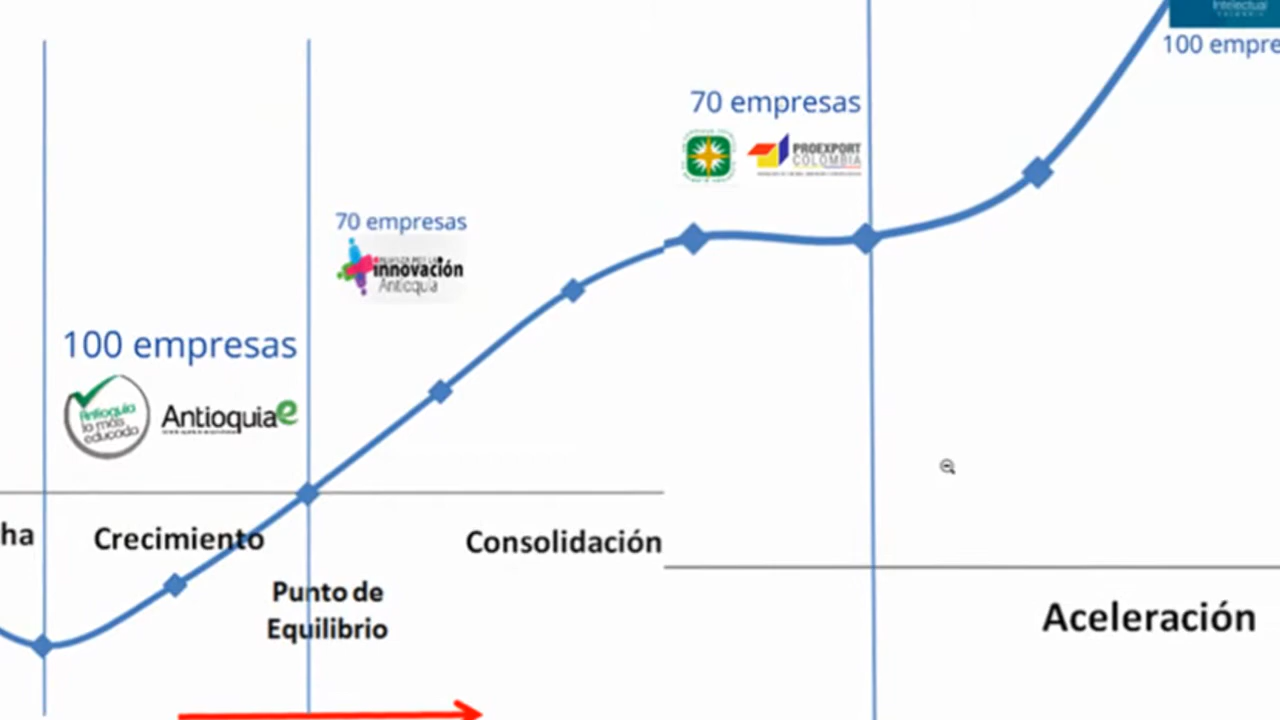 Intelectual
100 empre
70 empresas
PROEXPORT
COLOMBIA
70 empresas
innovación
Antioquia
100 empresas
Antioquia
la más
educada
Antioquiae
ha
Crecimiento
Consolidación
Punto de
Equilibrio
Aceleración